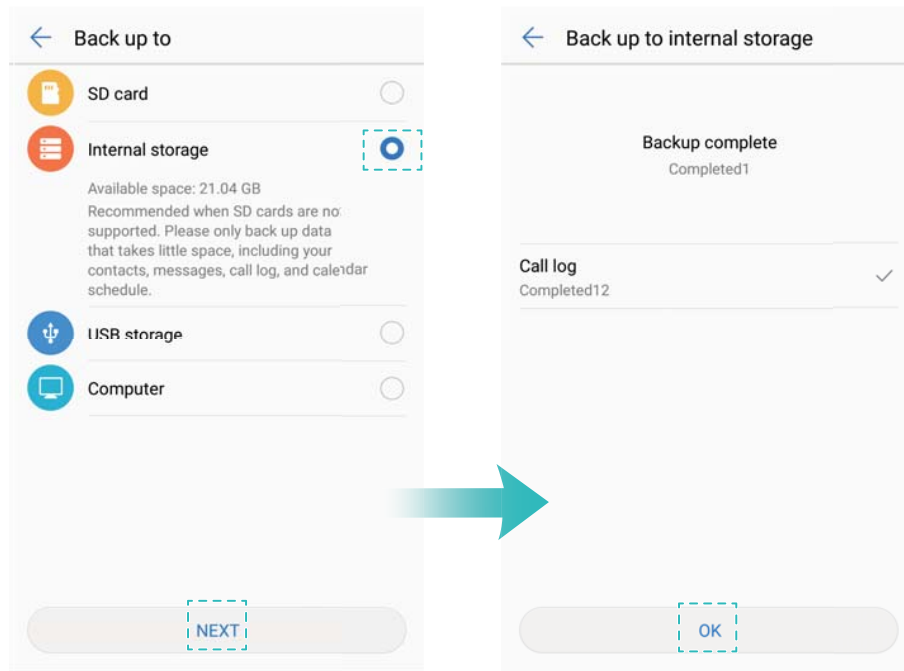 Back up to
SD card
Internal storage
Available space: 21.04 GB
Recommended when SD cards are not
supported. Please only back up data
that takes little space, including your
contacts, messages, call log, and calendar
schedule.
USB storage
Computer
NEXT
Back up to internal storage
Backup complete
Completed1
Call log
Completed12
OK